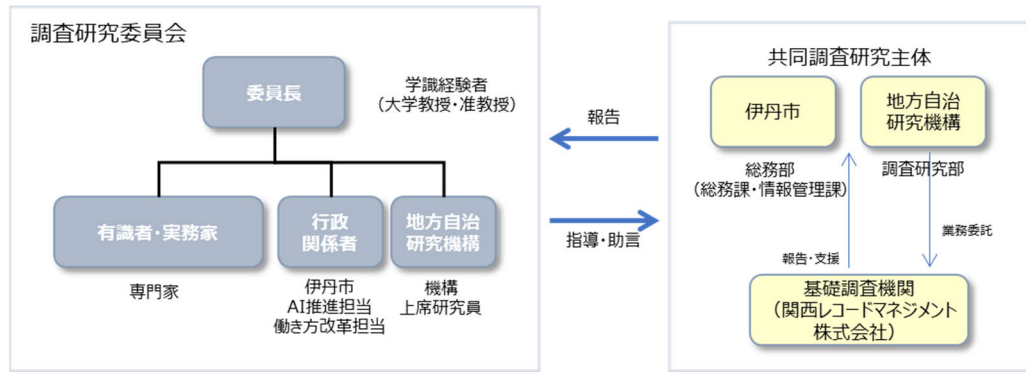 調査研究委員会
委員長
学識経験者
（大学教授・准教授）
有識者・実務家
専門家
行政
関係者
伊丹市
AI推進担当
働き方改革担当
地方自治
研究機構
機構
上席研究員
報告
指導・助言
共同調査研究主体
伊丹市
総務部
（総務課・情報管理課）
地方自治
研究機構
調査研究部
報告・支援
業務委託
基礎調査機関
（関西レコードマネジメント
株式会社）